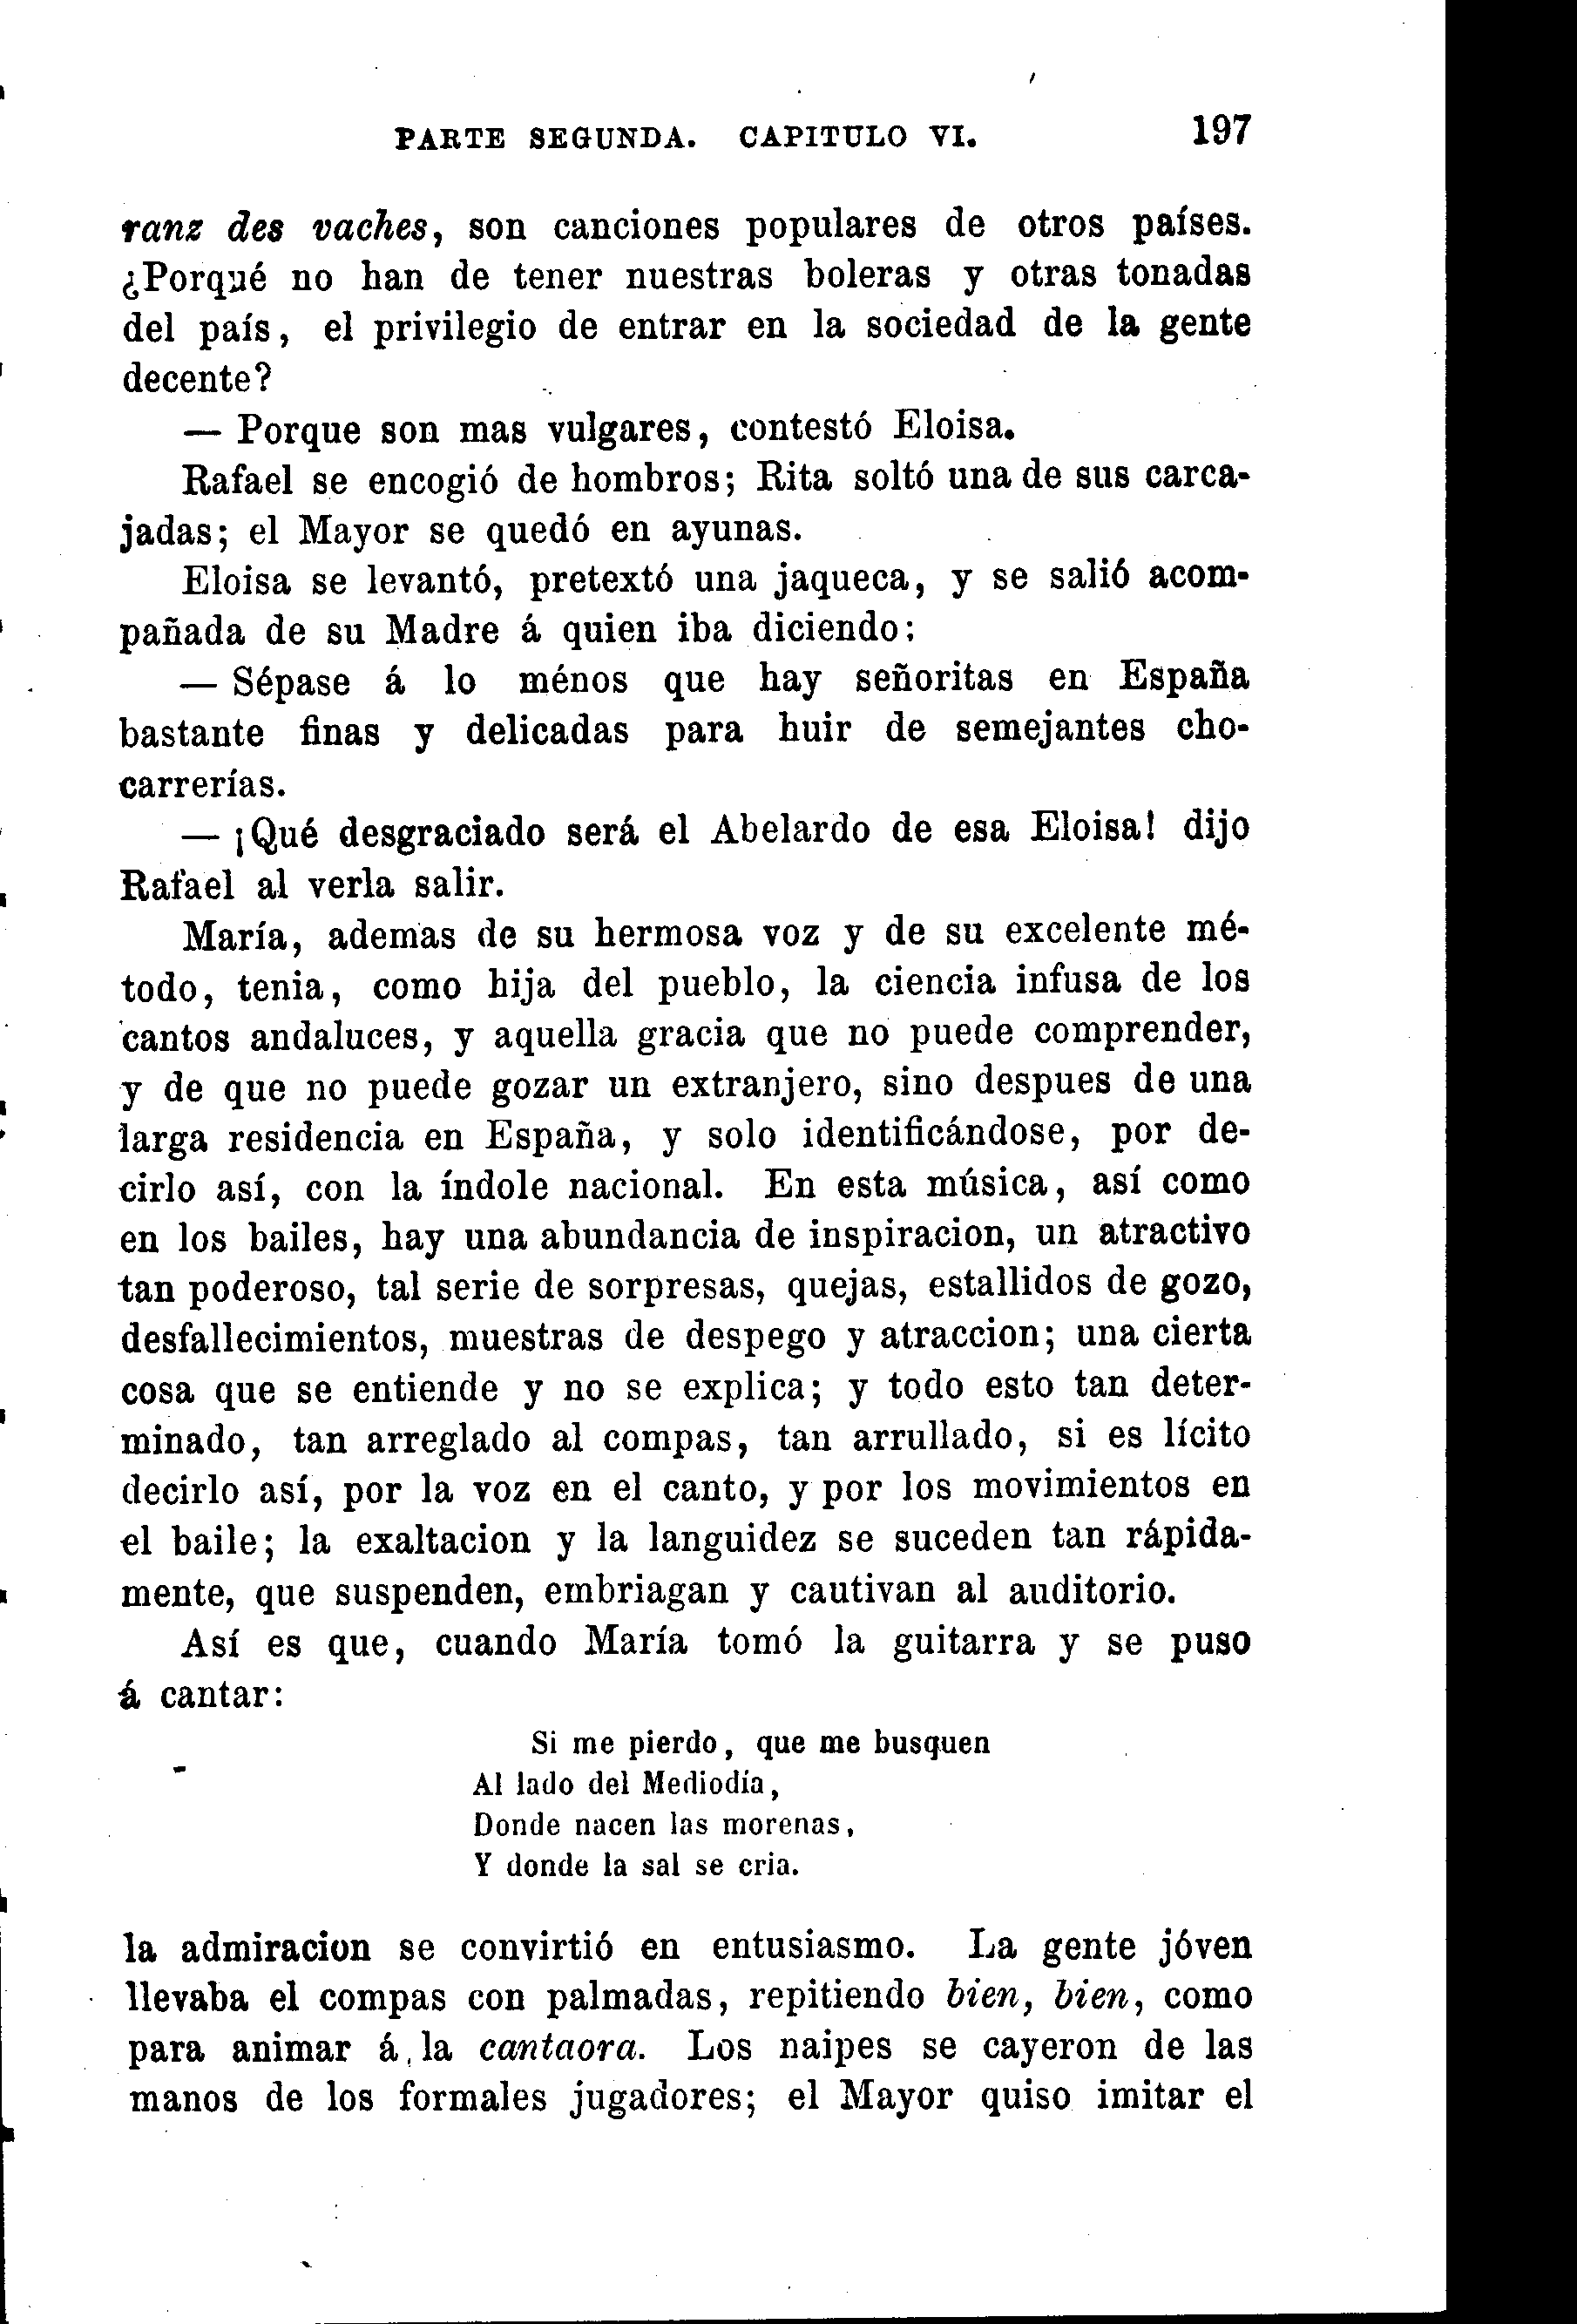 PARTE SEGUNDA. CAPITULO VI. 197
ranz des vaches, son canciones populares de otros países.
¿Porqué no han de tener nuestras boleras y otras tonadas
del país, el privilegio de entrar en la sociedad de la gente
decente?
— Porque son mas vulgares, contestó Eloisa.
Rafael se encogió de hombros; Rita soltó una de sus carca-
jadas; el Mayor se quedó en ayunas.
Eloisa se levantó, pretextó una jaqueca, y se salió acom-
pañada de su Madre á quien iba diciendo:
— Sépase á lo ménos que hay señoritas en España
bastante finas y delicadas para huir de semejantes cho-
carrerías.
— ¡Qué desgraciado será el Abelardo de esa Eloisa! dijo
Rafael al verla salir.
María, ademas de su hermosa voz y de su excelente mé-
todo, tenia, como hija del pueblo, la ciencia infusa de los
cantos andaluces, y aquella gracia que no puede comprender,
y de que no puede gozar un extranjero, sino despues de una
larga residencia en España, y solo identificándose, por de-
cirlo así, con la índole nacional. En esta música, así como
en los bailes, hay una abundancia de inspiracion, un atractivo
tan poderoso, tal serie de sorpresas, quejas, estallidos de gozo,
desfallecimientos, muestras de despego y atraccion; una cierta
cosa que se entiende y no se explica; y todo esto tan deter-
minado, tan arreglado al compas, tan arrullado, si es lícito
decirlo así, por la voz en el canto, y por los movimientos en
el baile; la exaltacion y la languidez se suceden tan rápida-
mente, que suspenden, embriagan y cautivan al auditorio.
Así es que, cuando María tomó la guitarra y se puso
á cantar:
Si me pierdo, que me busquen
Al lado del Mediodía,
Donde nacen las morenas,
Y donde la sal se cria.
la admiracion se convirtió en entusiasmo. La gente jóven
llevaba el compas con palmadas, repitiendo bien, bien, como
para animar á la cantaora. Los naipes se cayeron de las
manos de los formales jugadores; el Mayor quiso imitar el